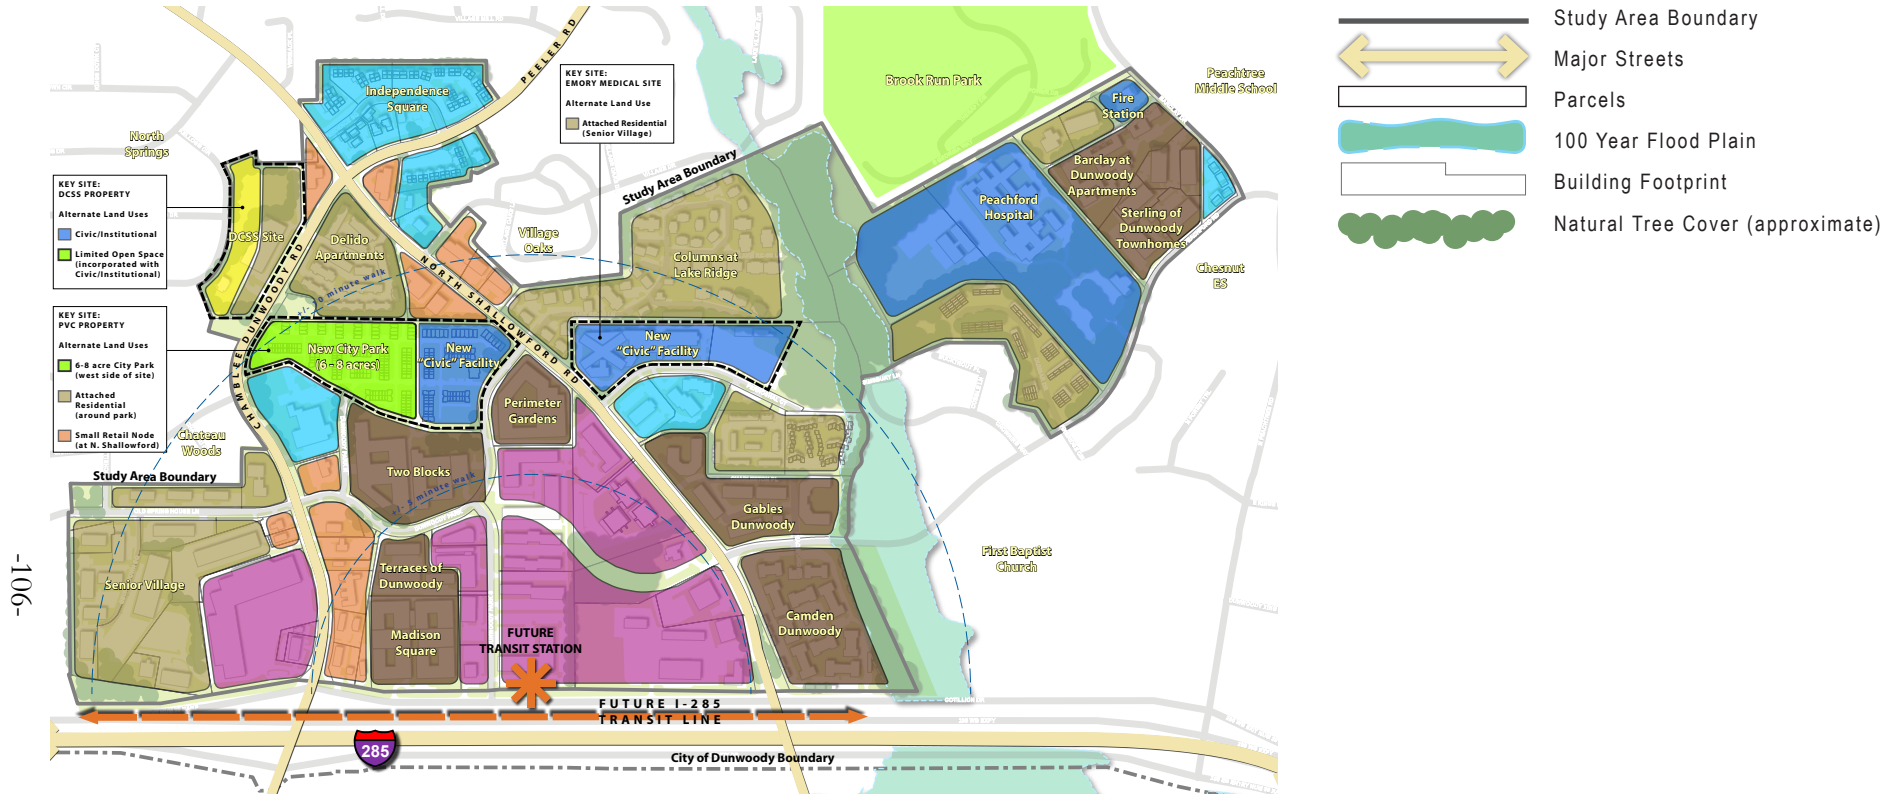 Study Area Boundary
Major Streets
Parcels
100 Year Flood Plain
Building Footprint
Natural Tree Cover (approximate)
PEELER RD
Independence
Square
KEY SITE:
EMORY MEDICAL SITE
Alternate Land Use
Attached Residential
(Senior Village)
Brook Run Park
Peachtree
Middle School
Fire
Station
North
Springs
KEY SITE:
DCSS PROPERTY
Alternate Land Uses
Civic/Institutional
Limited Open Space
(incorporated with
Civic/Institutional)
DCSS Site
Delido
Apartments
Study Area Boundary
Village
Oaks
Columns at
Lake Ridge
Peachford
Hospital
Barclay at
Dunwoody
Apartments
Sterling of
Dunwoody
Townhomes
Chesnut
ES
NORTH SHALLOWFORD RD
CHAMBLEE DUNWOODY RD
+/- 10 minute walk
KEY SITE:
PVC PROPERTY
Alternate Land Uses
6-8 acre City Park
(west side of site)
Attached
Residential
(around park)
Small Retail Node
(at N. Shallowford)
New City Park
(6 - 8 acres)
New
"Civic" Facility
New
"Civic" Facility
Perimeter
Gardens
Chateau
Woods
Study Area Boundary
Two Blocks
+/- 5 minute walk
Gables
Dunwoody
First Baptist
Church
Senior Village
Terraces of
Dunwoody
Madison
Square
Camden
Dunwoody
FUTURE
TRANSIT STATION
FUTURE I-285
TRANSIT LINE
285
City of Dunwoody Boundary
-106-